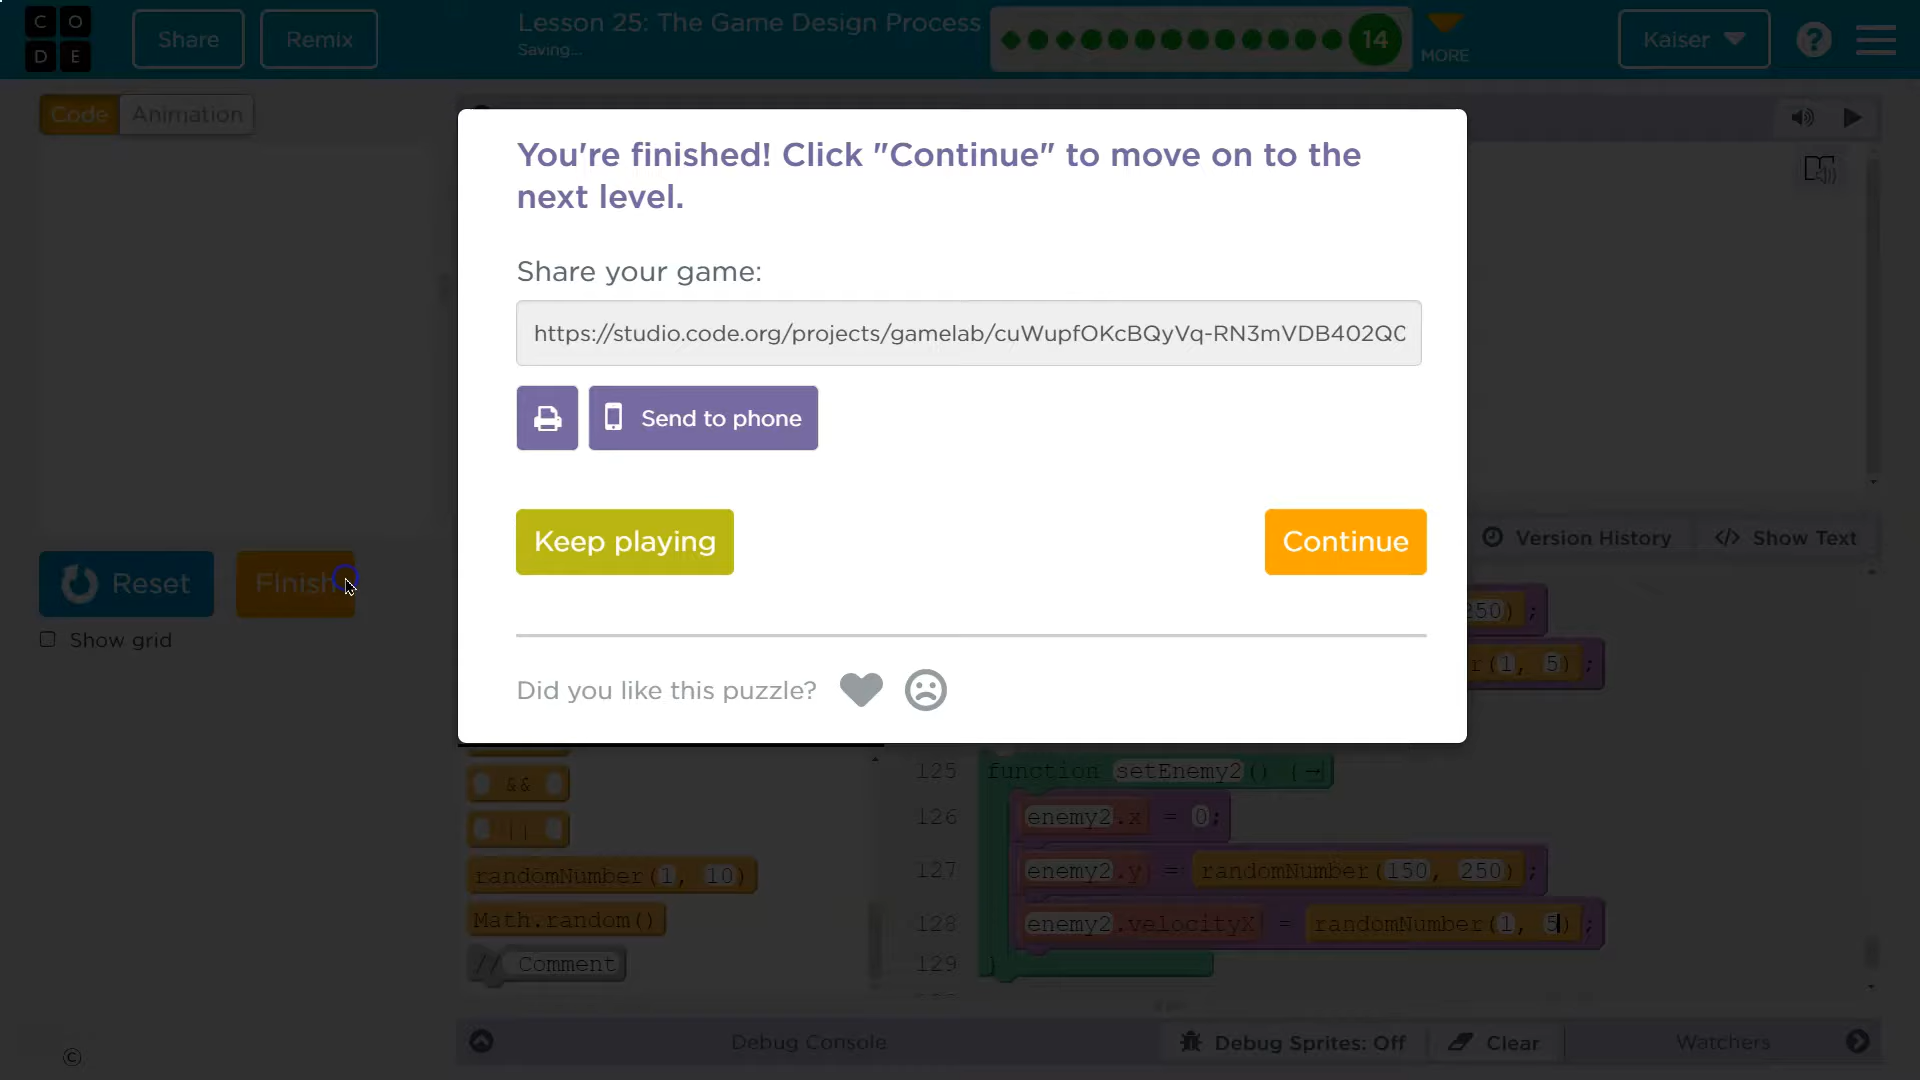 C O
D E
Share
Remix
Lesson 25: The Game Design Process
Saving...
14
MORE
Kaiser
?
Code
Animation
You're finished! Click "Continue" to move on to the
next level.
Share your game:
https://studio.code.org/projects/gamelab/cuWupfOKcBQyVq-RN3mVDB402QC
Send to phone
Keep playing
Continue
Version History
</> Show Text
Reset
FInish
Show grid
250) ;
r(1, 5) ;
Did you like this puzzle?
&&
||
randomNumber(1, 10)
Math.random()
// Comment
125 function setEnemy2() {
126 enemy2.x = 0;
127 enemy2.y = randomNumber(150, 250) ;
128 enemy2.velocityX = randomNumber(1, 5) ;
129 }
Debug Console
Debug Sprites: Off
Clear
Watchers
©